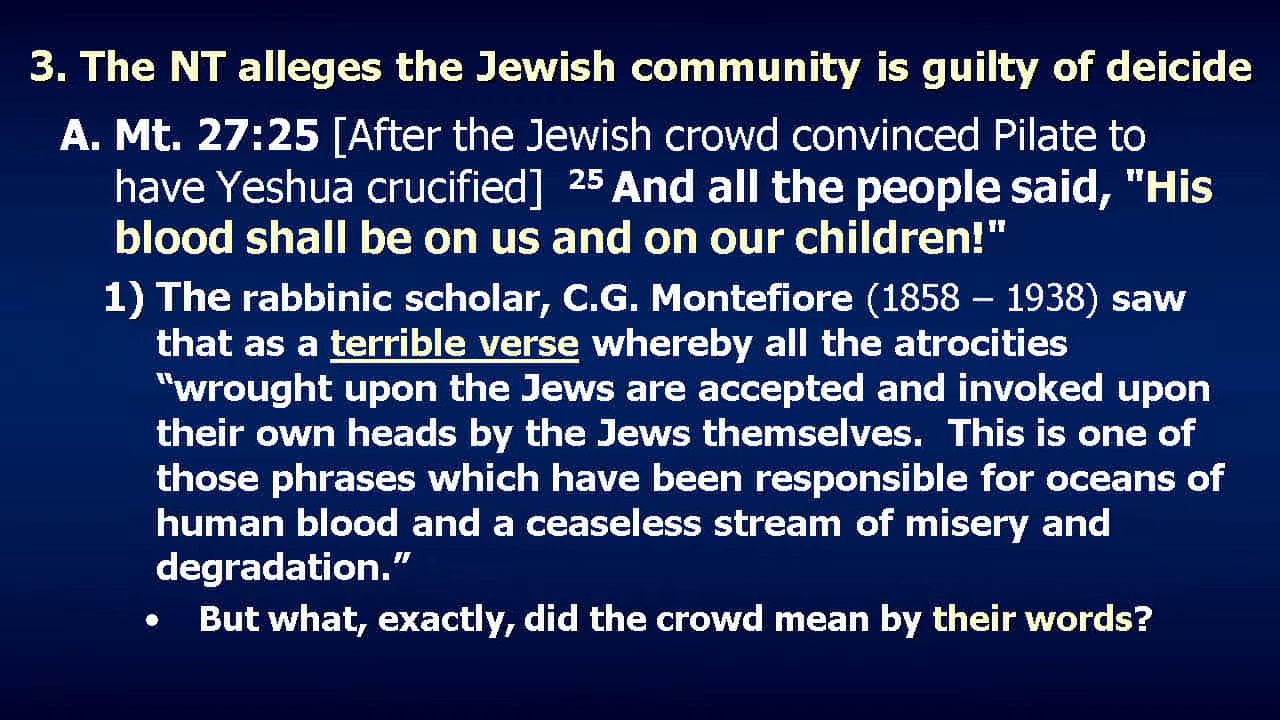 3. The NT alleges the Jewish community is guilty of deicide
A. Mt. 27:25 [After the Jewish crowd convinced Pilate to
have Yeshua crucified] 25 And all the people said, "His
blood shall be on us and on our children!"
1) The rabbinic scholar, C.G. Montefiore (1858 – 1938) saw
that as a terrible verse whereby all the atrocities
“wrought upon the Jews are accepted and invoked upon
their own heads by the Jews themselves. This is one of
those phrases which have been responsible for oceans of
human blood and a ceaseless stream of misery and
degradation.”
• But what, exactly, did the crowd mean by their words?